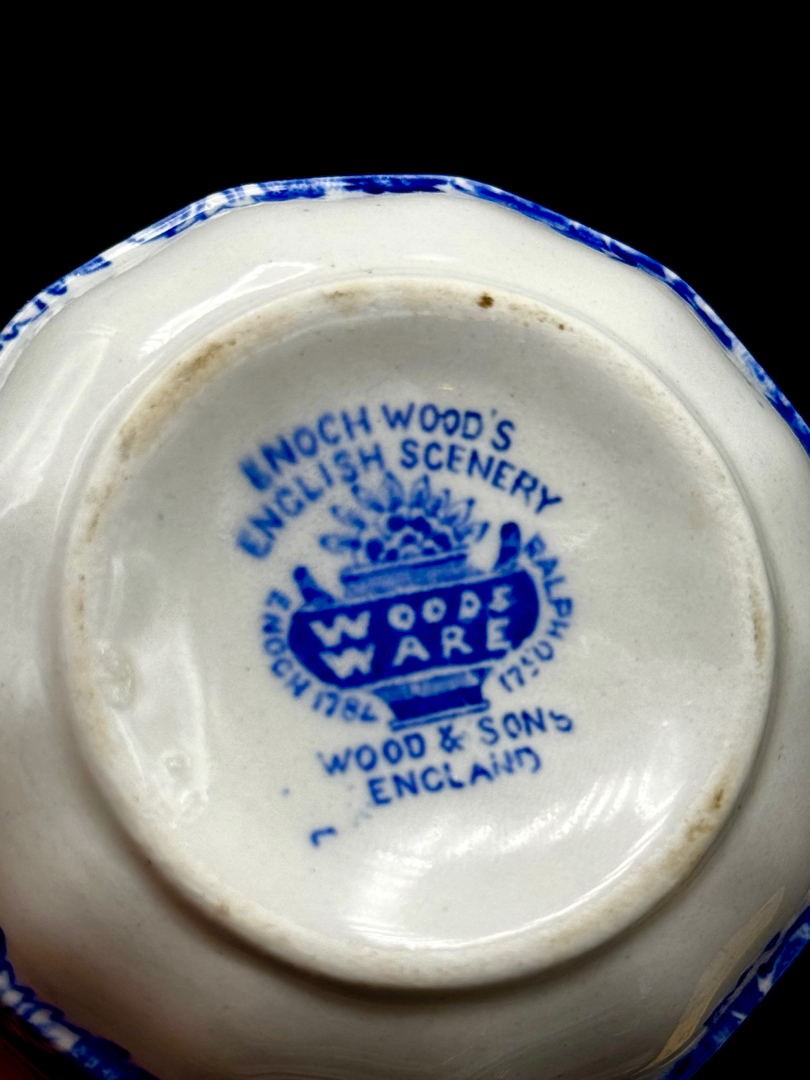 ENOCH WOOD'S
ENGLISH SCENERY
WOODS
WARE
ENOCH 1784
RALPH 1750
WOOD & SONS
ENGLAND